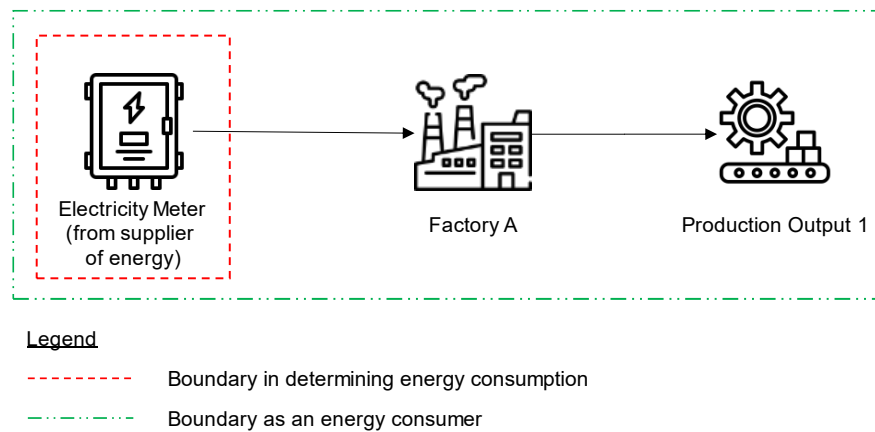 Electricity Meter
(from supplier
of energy)
Factory A
Production Output 1
Legend
Boundary in determining energy consumption
Boundary as an energy consumer